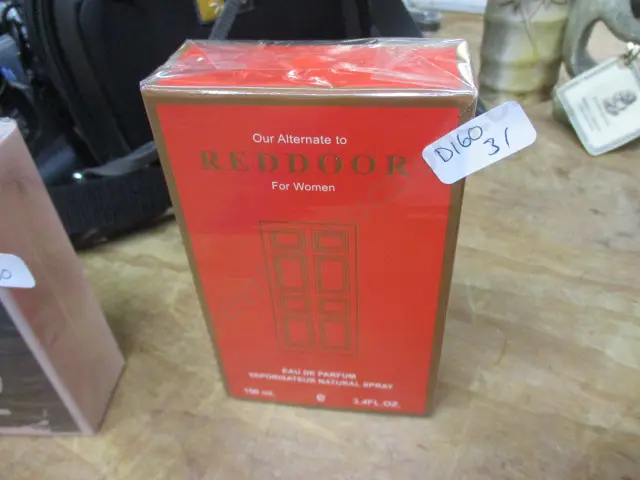 Our Alternate to
REDDOOR
For Women
D160
31
EAU DE PARFUM
VAPORISATEUR NATURAL SPRAY
100 ML. e 3.4FL.OZ.